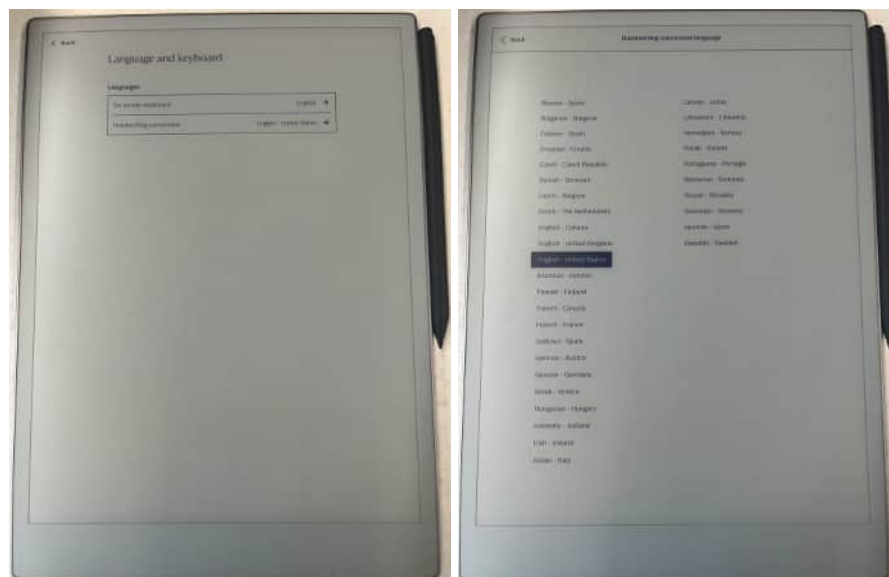 Back
Language and keyboard
Languages
On-screen keyboard English
Handwriting conversion English - United States
Back
Handwriting conversion language
Basque - Spain
Bulgarian - Bulgaria
Catalan - Spain
Croatian - Croatia
Czech - Czech Republic
Danish - Denmark
Dutch - Belgium
Dutch - The Netherlands
English - Canada
English - United Kingdom
English - United States
Estonian - Estonia
Finnish - Finland
French - Canada
French - France
Galician - Spain
German - Austria
German - Germany
Greek - Greece
Hungarian - Hungary
Icelandic - Iceland
Irish - Ireland
Italian - Italy
Latvian - Latvia
Lithuanian - Lithuania
Norwegian - Norway
Polish - Poland
Portuguese - Portugal
Romanian - Romania
Slovak - Slovakia
Slovenian - Slovenia
Spanish - Spain
Swedish - Sweden